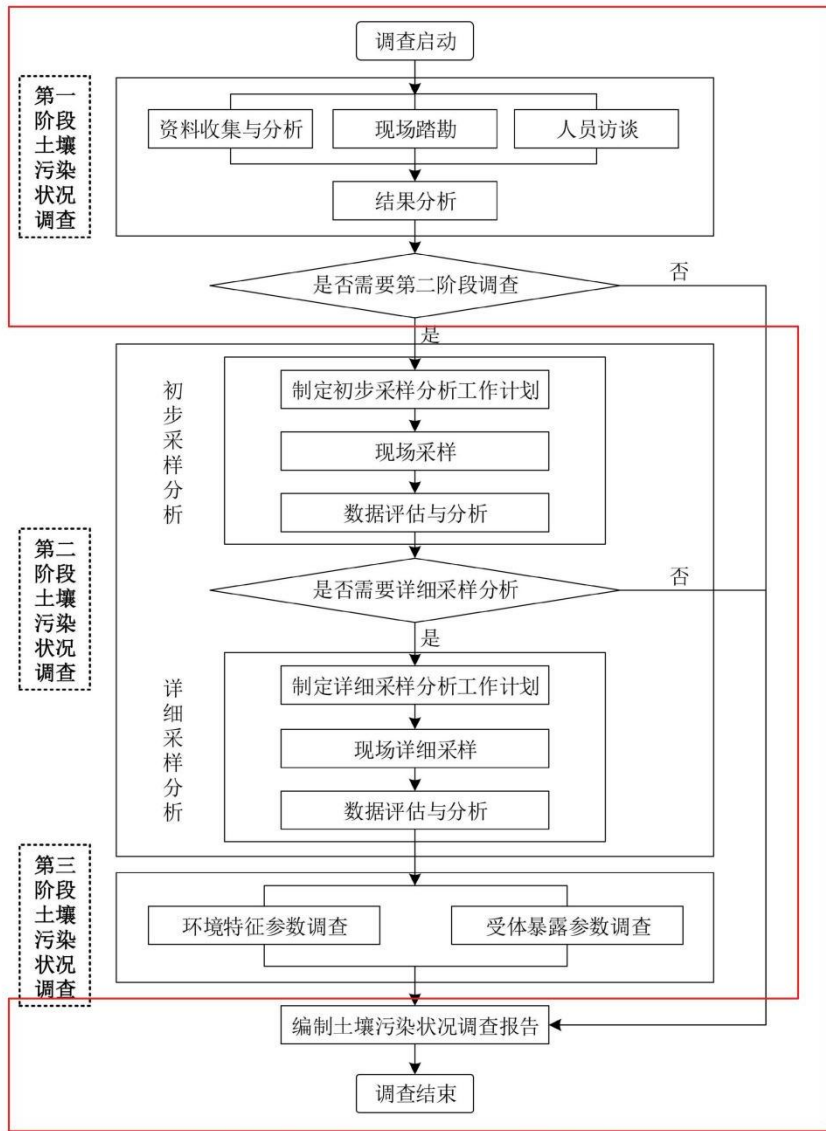 调查启动
第一
阶段
土壤
污染
状况
调查
资料收集与分析
现场踏勘
人员访谈
结果分析
是否需要第二阶段调查
否
是
初步采样分析
制定初步采样分析工作计划
现场采样
数据评估与分析
第二
阶段
土壤
污染
状况
调查
是否需要详细采样分析
否
是
详细采样分析
制定详细采样分析工作计划
现场详细采样
数据评估与分析
第三
阶段
土壤
污染
状况
调查
环境特征参数调查
受体暴露参数调查
编制土壤污染状况调查报告
调查结束